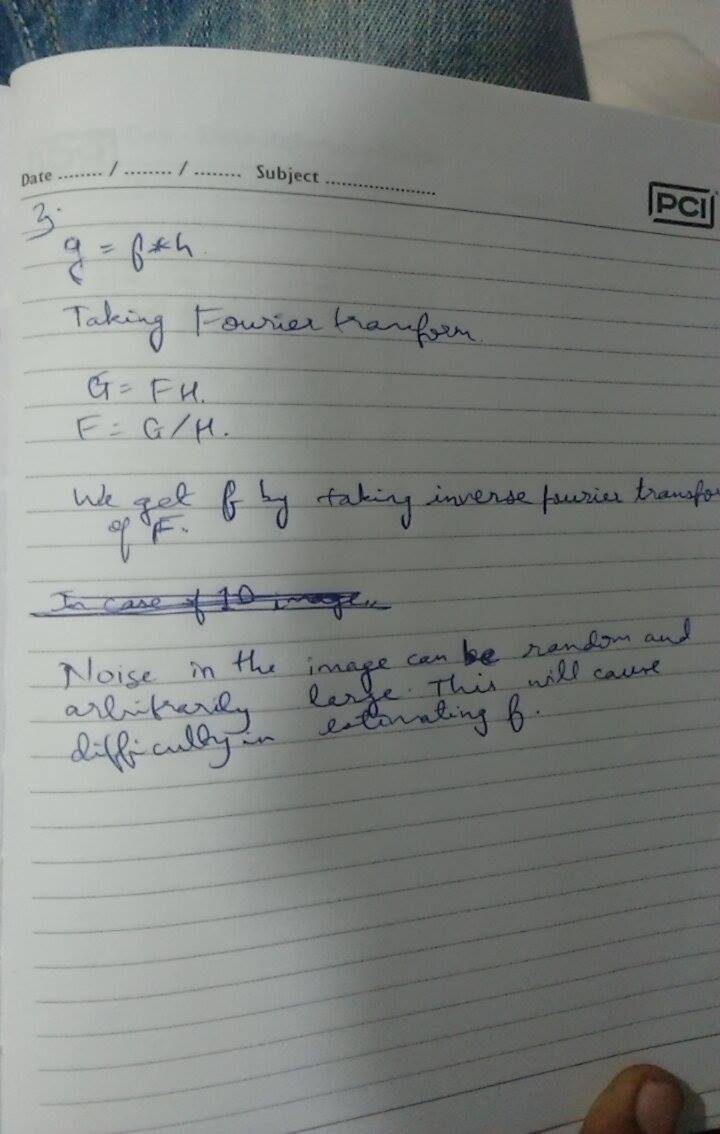 Date ......../......../........ Subject ....................
PCI
3.
g = f*h.
Taking Fourier tranform.
G = FH.
F = G/H.
We get f by taking inverse fourier transfo
of F.
In case of 1D image..
Noise in the image can be random and
arbitrarily large. This will cause
difficulty in estimating f.